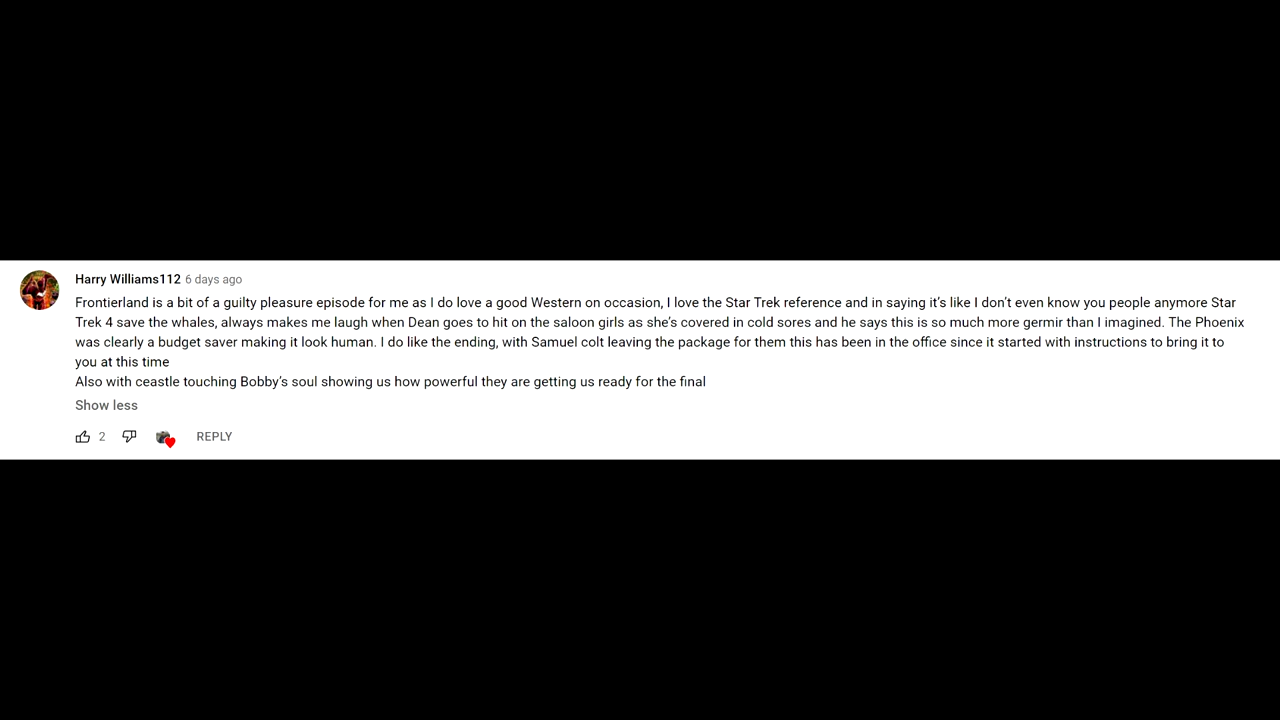 Harry Williams112 6 days ago
Frontierland is a bit of a guilty pleasure episode for me as I do love a good Western on occasion, I love the Star Trek reference and in saying it’s like I don’t even know you people anymore Star
Trek 4 save the whales, always makes me laugh when Dean goes to hit on the saloon girls as she’s covered in cold sores and he says this is so much more germir than I imagined. The Phoenix
was clearly a budget saver making it look human. I do like the ending, with Samuel colt leaving the package for them this has been in the office since it started with instructions to bring it to
you at this time
Also with ceastle touching Bobby’s soul showing us how powerful they are getting us ready for the final
Show less
2 REPLY